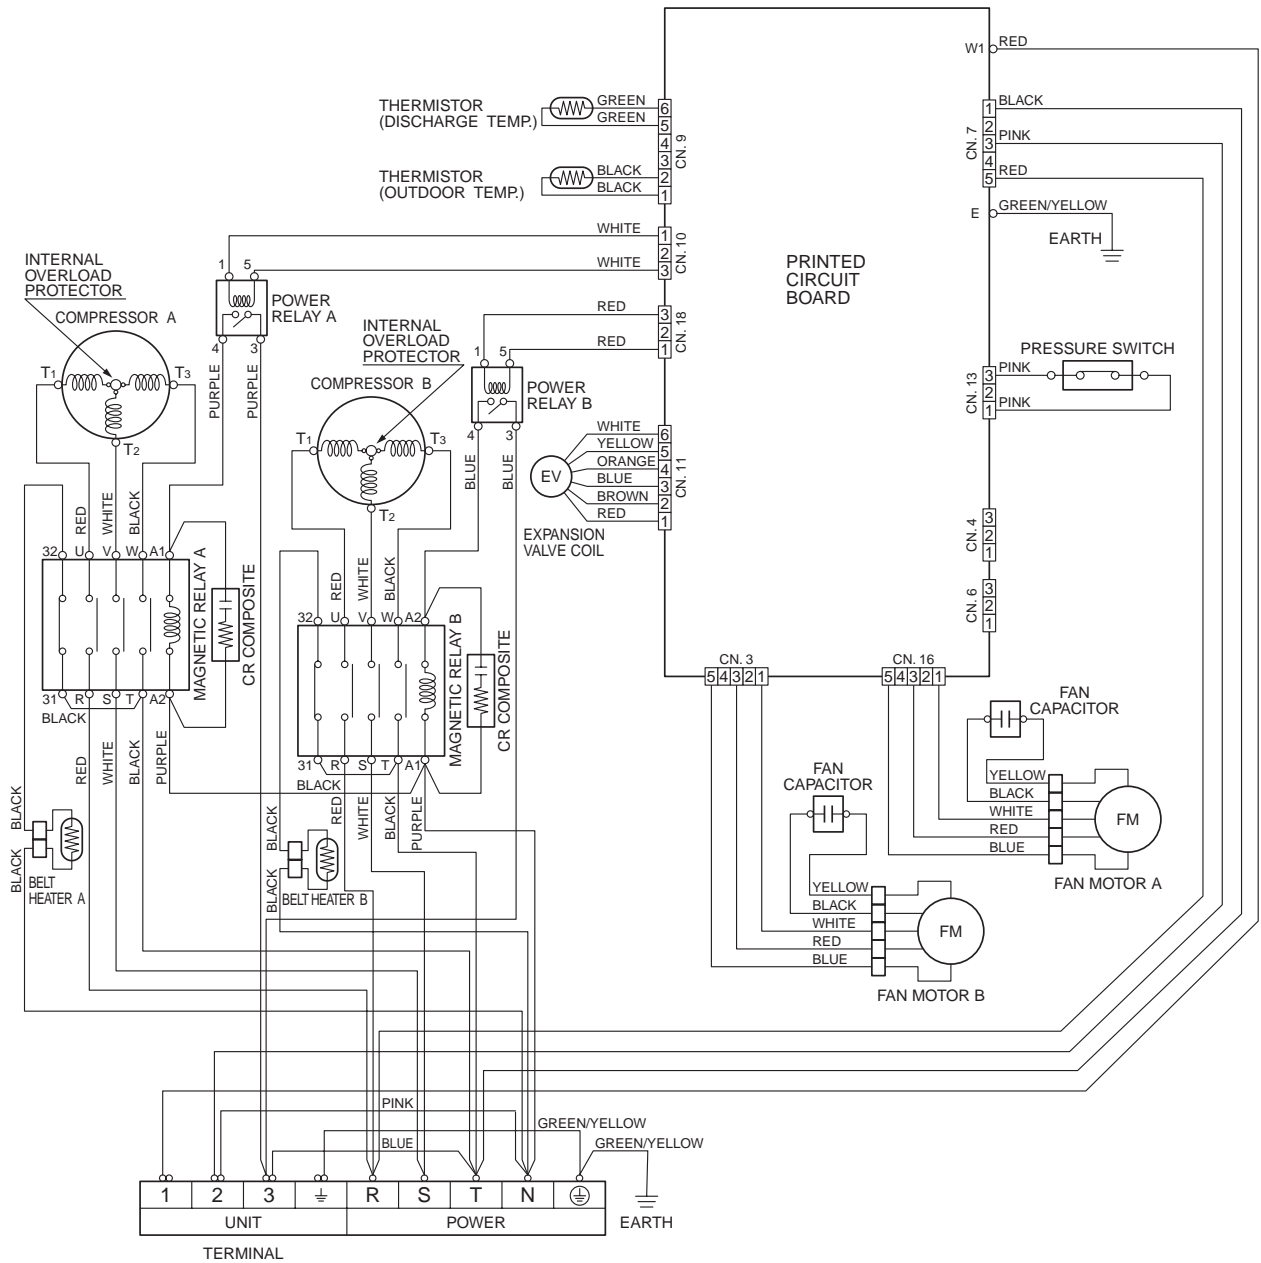 W1 RED
THERMISTOR
(DISCHARGE TEMP.)
GREEN
GREEN
6
5
4
3
2
1
CN. 9
THERMISTOR
(OUTDOOR TEMP.)
BLACK
BLACK
1
2
3
4
5
CN. 7
BLACK
PINK
RED
E GREEN/YELLOW
EARTH
PRINTED
CIRCUIT
BOARD
WHITE
WHITE
1
2
3
CN. 10
RED
RED
3
2
1
CN. 18
PRESSURE SWITCH
PINK
PINK
3
2
1
CN. 13
INTERNAL
OVERLOAD
PROTECTOR
COMPRESSOR A
T1
T3
T2
1 5
POWER
RELAY A
4 3
PURPLE
PURPLE
INTERNAL
OVERLOAD
PROTECTOR
COMPRESSOR B
T1
T3
T2
1 5
POWER
RELAY B
4 3
BLUE
BLUE
EV
EXPANSION
VALVE COIL
WHITE
YELLOW
ORANGE
BLUE
BROWN
RED
6
5
4
3
2
1
CN. 11
3
2
1
CN. 4
3
2
1
CN. 6
CN. 3
5 4 3 2 1
CN. 16
5 4 3 2 1
RED
WHITE
BLACK
32 U V W A1
MAGNETIC RELAY A
CR COMPOSITE
31 R S T A2
BLACK
RED
WHITE
BLACK
PURPLE
RED
WHITE
BLACK
32 U V W A2
MAGNETIC RELAY B
CR COMPOSITE
31 R S T A1
BLACK
RED
WHITE
BLACK
PURPLE
BLACK
BLACK
BELT
HEATER A
BLACK
BLACK
BELT HEATER B
FAN
CAPACITOR
YELLOW
BLACK
WHITE
RED
BLUE
FM
FAN MOTOR A
FAN
CAPACITOR
YELLOW
BLACK
WHITE
RED
BLUE
FM
FAN MOTOR B
PINK
GREEN/YELLOW
BLUE
GREEN/YELLOW
1 2 3 R S T N
UNIT POWER
EARTH
TERMINAL